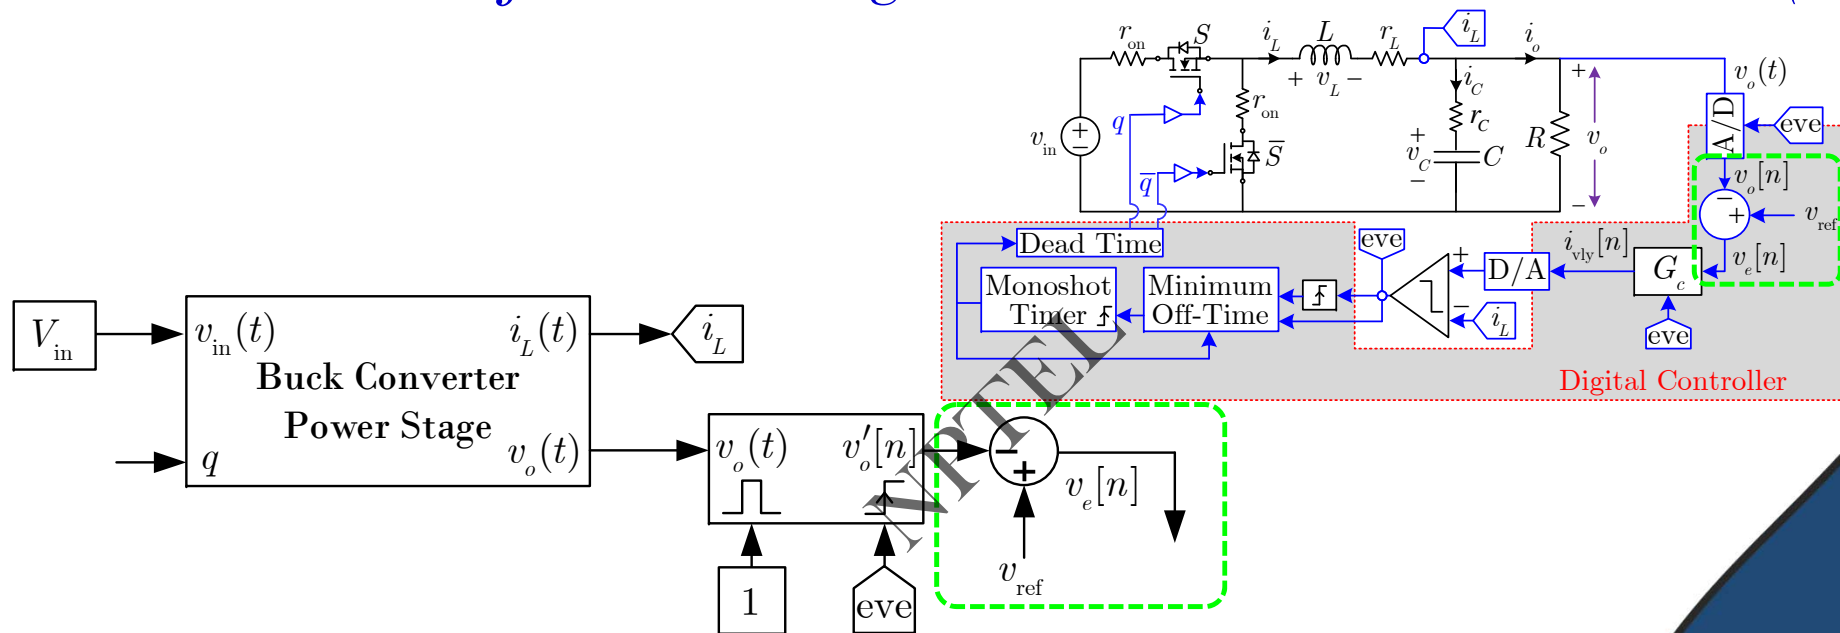 V_in
v_in(t)
i_L(t)
i_L
Buck Converter
Power Stage
q
v_o(t)
v_o(t)
v_o'[n]
1
eve
v_e[n]
v_ref
NPTEL
r_on
S
i_L
L
r_L
i_L
i_o
+ v_L −
v_o(t)
q
r_on
i_C
r_C
+
v_in
+
−
S̅
+
v_C
−
C
R
v_o
−
q̅
A/D
eve
v_o[n]
−
+
v_ref
v_e[n]
Dead Time
eve
+
D/A
i_vly[n]
G_c
Monoshot
Timer
Minimum
Off-Time
−
i_L
eve
Digital Controller
−
+